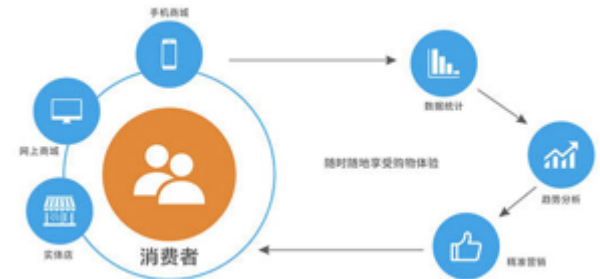 手机商城
数据统计
网上商城
随时随地享受购物体验
趋势分析
实体店
消费者
精准营销